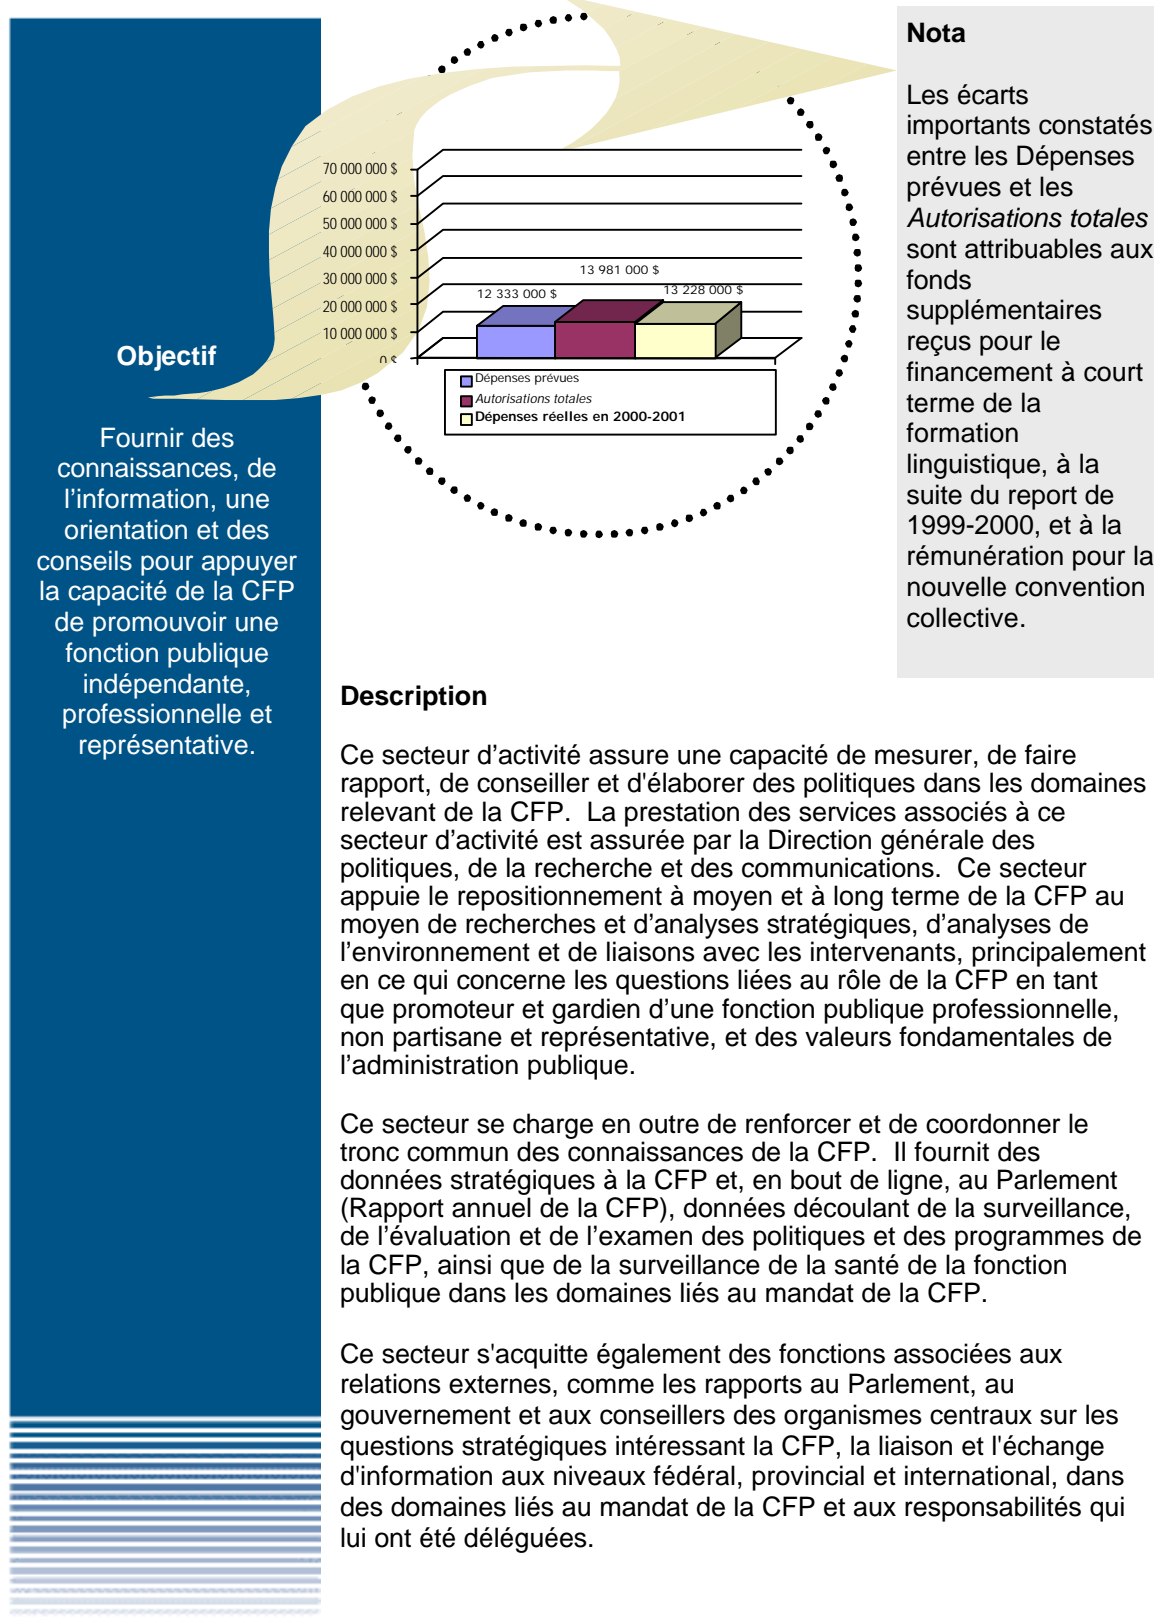 Objectif
Fournir des
connaissances, de
l’information, une
orientation et des
conseils pour appuyer
la capacité de la CFP
de promouvoir une
fonction publique
indépendante,
professionnelle et
représentative.
70 000 000 $
60 000 000 $
50 000 000 $
40 000 000 $
30 000 000 $
20 000 000 $
10 000 000 $
0 $
12 333 000 $
13 981 000 $
13 228 000 $
Dépenses prévues
Autorisations totales
Dépenses réelles en 2000-2001
Nota
Les écarts
importants constatés
entre les Dépenses
prévues et les
Autorisations totales
sont attribuables aux
fonds
supplémentaires
reçus pour le
financement à court
terme de la
formation
linguistique, à la
suite du report de
1999-2000, et à la
rémunération pour la
nouvelle convention
collective.
Description
Ce secteur d’activité assure une capacité de mesurer, de faire
rapport, de conseiller et d'élaborer des politiques dans les domaines
relevant de la CFP.  La prestation des services associés à ce
secteur d’activité est assurée par la Direction générale des
politiques, de la recherche et des communications.  Ce secteur
appuie le repositionnement à moyen et à long terme de la CFP au
moyen de recherches et d’analyses stratégiques, d’analyses de
l’environnement et de liaisons avec les intervenants, principalement
en ce qui concerne les questions liées au rôle de la CFP en tant
que promoteur et gardien d’une fonction publique professionnelle,
non partisane et représentative, et des valeurs fondamentales de
l’administration publique.
Ce secteur se charge en outre de renforcer et de coordonner le
tronc commun des connaissances de la CFP.  Il fournit des
données stratégiques à la CFP et, en bout de ligne, au Parlement
(Rapport annuel de la CFP), données découlant de la surveillance,
de l’évaluation et de l’examen des politiques et des programmes de
la CFP, ainsi que de la surveillance de la santé de la fonction
publique dans les domaines liés au mandat de la CFP.
Ce secteur s'acquitte également des fonctions associées aux
relations externes, comme les rapports au Parlement, au
gouvernement et aux conseillers des organismes centraux sur les
questions stratégiques intéressant la CFP, la liaison et l'échange
d'information aux niveaux fédéral, provincial et international, dans
des domaines liés au mandat de la CFP et aux responsabilités qui
lui ont été déléguées.